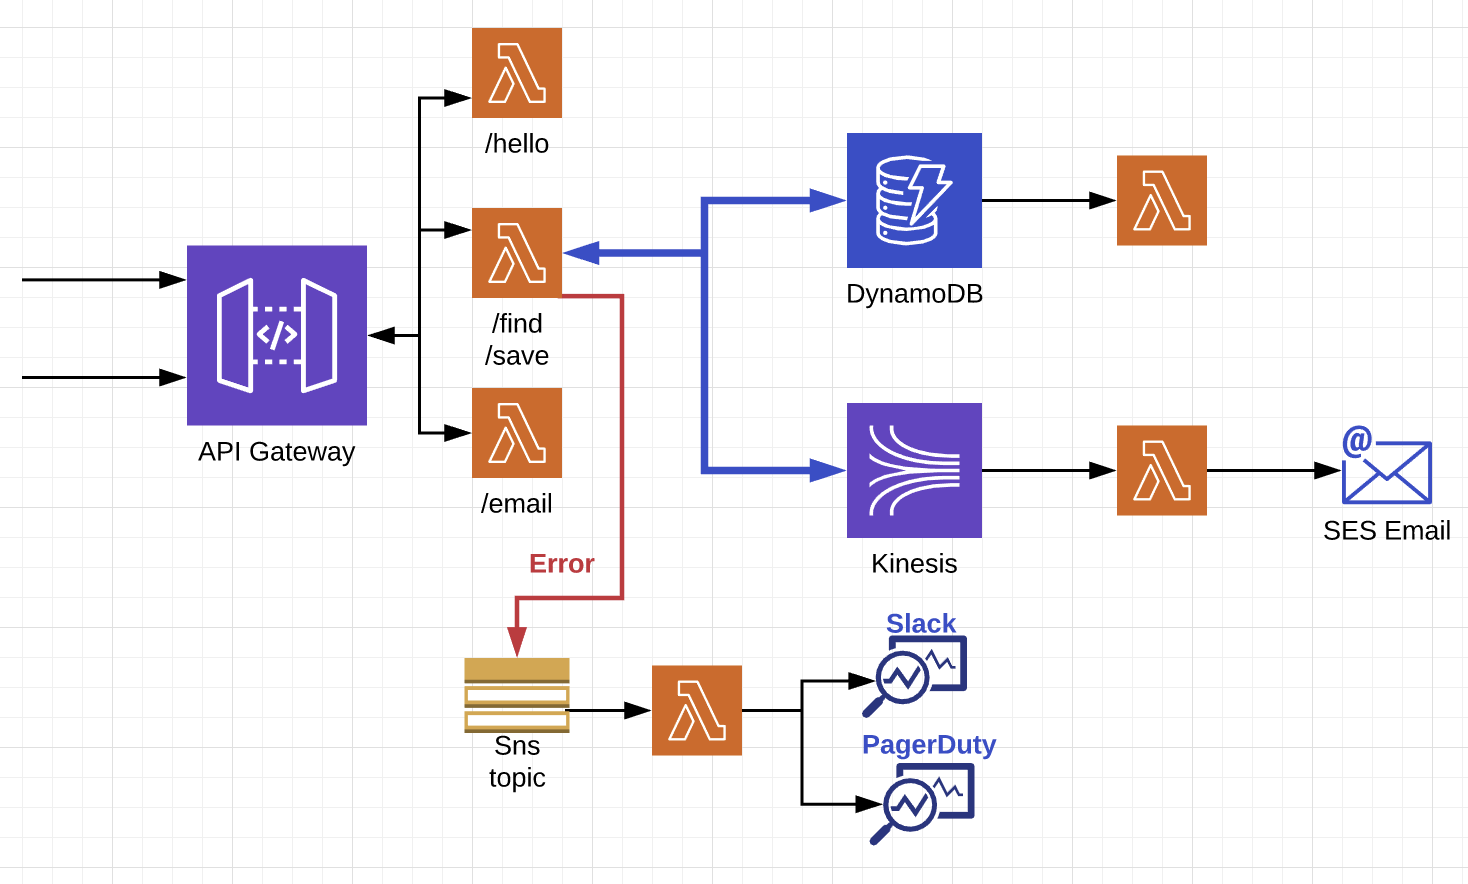 /hello
/find
/save
/email
API Gateway
DynamoDB
Kinesis
@
SES Email
Error
Sns
topic
Slack
PagerDuty